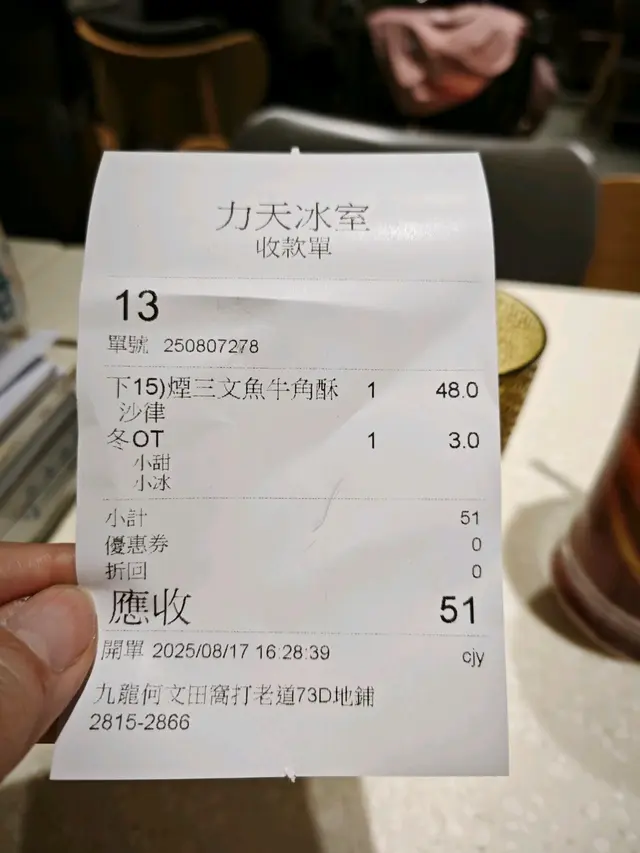 力天冰室
收款單
13
單號 250807278
下15)煙三文魚牛角酥 1 48.0
沙律
冬OT 1 3.0
小甜
小冰
小計 51
優惠券 0
折回 0
應收 51
開單 2025/08/17 16:28:39 cjy
九龍何文田窩打老道73D地鋪
2815-2866